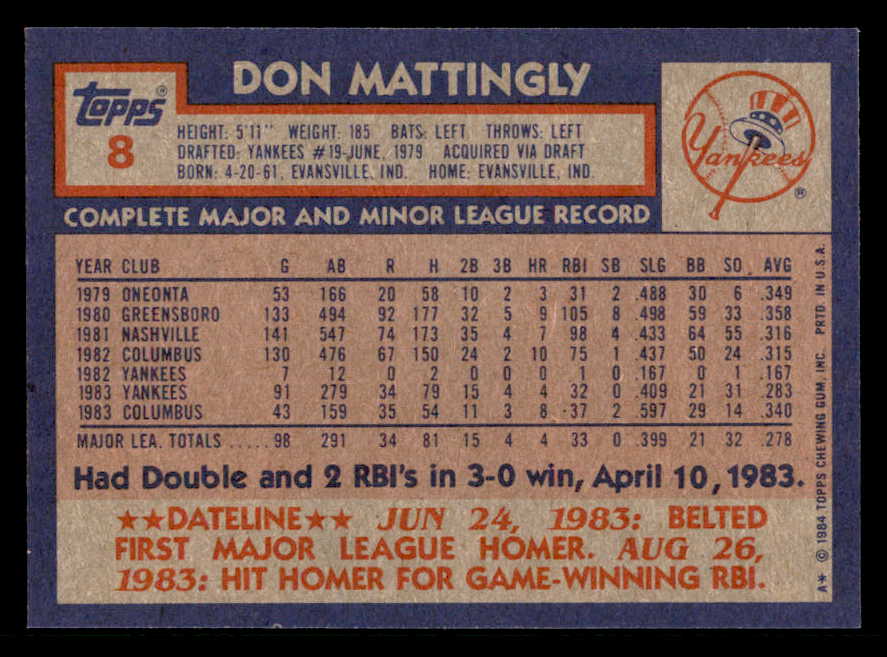 DON MATTINGLY
Topps®
8
HEIGHT: 5'11" WEIGHT: 185 BATS: LEFT THROWS: LEFT
DRAFTED: YANKEES #19-JUNE, 1979 ACQUIRED VIA DRAFT
BORN: 4-20-61, EVANSVILLE, IND. HOME: EVANSVILLE, IND.
Yankees®
COMPLETE MAJOR AND MINOR LEAGUE RECORD
YEAR CLUB G AB R H 2B 3B HR RBI SB SLG BB SO AVG
1979 ONEONTA 53 166 20 58 10 2 3 31 2 .488 30 6 .349
1980 GREENSBORO 133 494 92 177 32 5 9 105 8 .498 59 33 .358
1981 NASHVILLE 141 547 74 173 35 4 7 98 4 .433 64 55 .316
1982 COLUMBUS 130 476 67 150 24 2 10 75 1 .437 50 24 .315
1982 YANKEES 7 12 0 2 0 0 0 1 0 .167 0 1 .167
1983 YANKEES 91 279 34 79 15 4 4 32 0 .409 21 31 .283
1983 COLUMBUS 43 159 35 54 11 3 8 37 2 .597 29 14 .340
MAJOR LEA. TOTALS ..... 98 291 34 81 15 4 4 33 0 .399 21 32 .278
Had Double and 2 RBI's in 3-0 win, April 10, 1983.
★★DATELINE★★ JUN 24, 1983: BELTED
FIRST MAJOR LEAGUE HOMER. AUG 26,
1983: HIT HOMER FOR GAME-WINNING RBI.
A* © 1984 TOPPS CHEWING GUM, INC. PRTD. IN U.S.A.